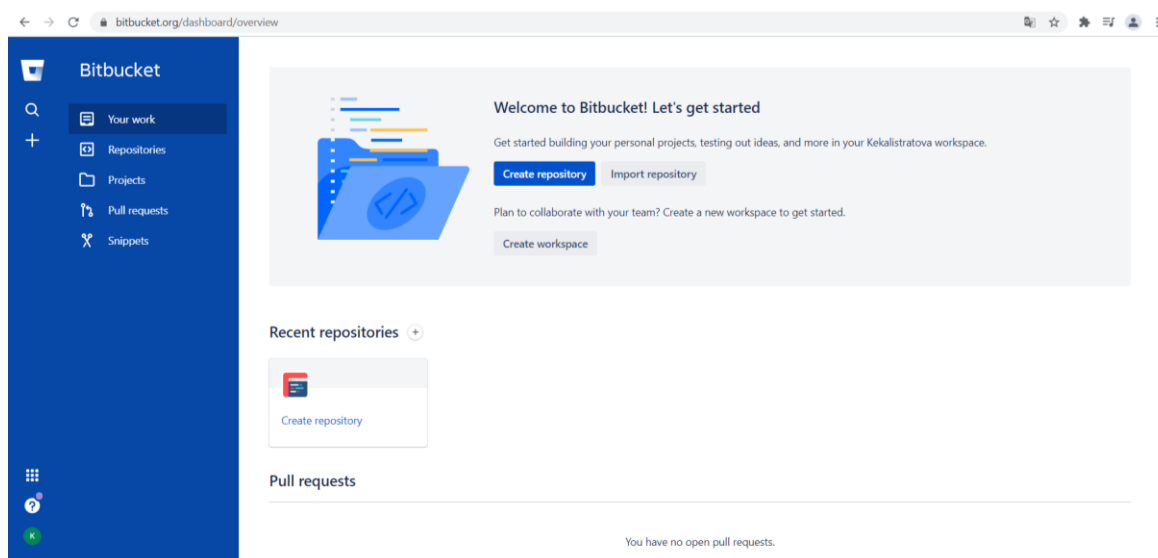 bitbucket.org/dashboard/overview
Bitbucket
Your work
Repositories
Projects
Pull requests
Snippets
K
Welcome to Bitbucket! Let's get started
Get started building your personal projects, testing out ideas, and more in your Kekalistratova workspace.
Create repository Import repository
Plan to collaborate with your team? Create a new workspace to get started.
Create workspace
Recent repositories
Create repository
Pull requests
You have no open pull requests.